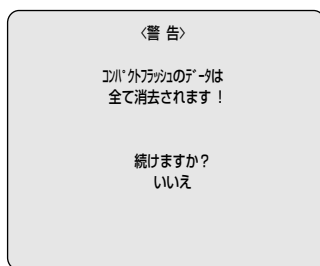 〈警 告〉
ｺﾝﾊﾟｸﾄﾌﾗｯｼｭのﾃﾞｰﾀは
全て消去されます！
続けますか？
いいえ